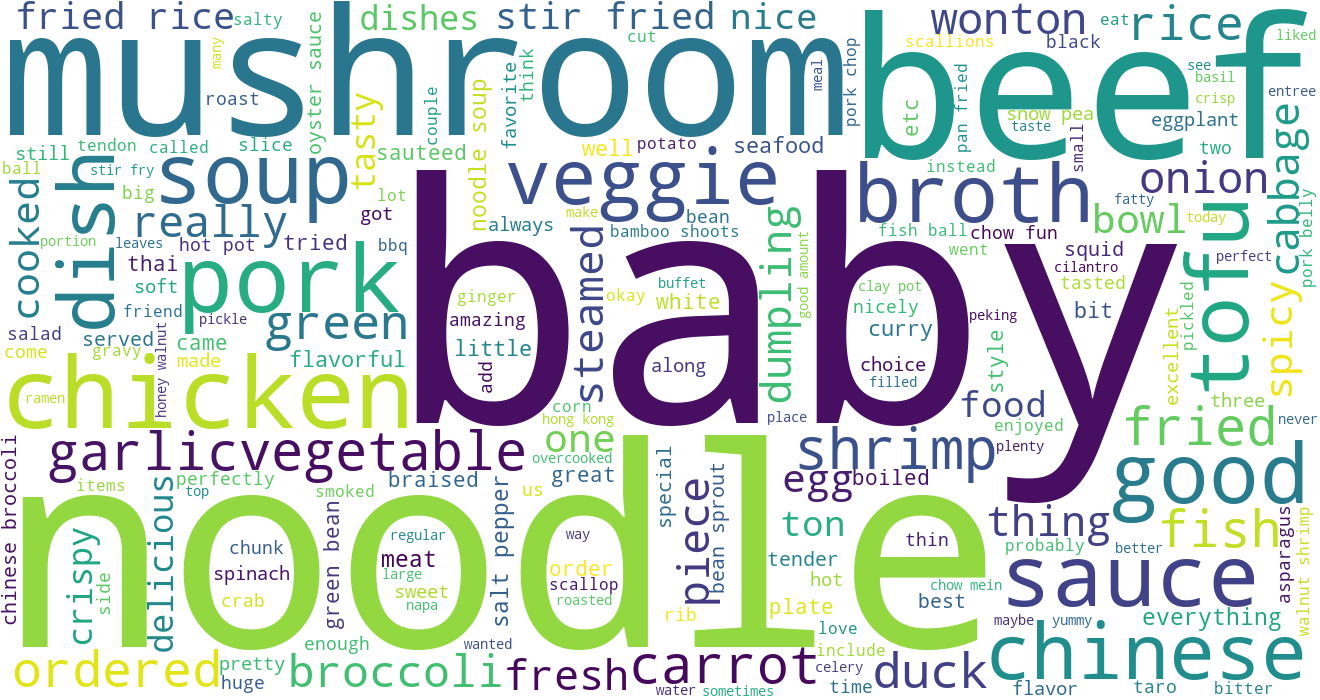 fried rice
salty
dishes
stir fried
nice
wonton
eat
rice
liked
many
mushroom
oyster sauce
cut
think
favorite
meal
pork chop
beef
scallions
black
see
basil
crisp
entree
roast
tasty
couple
noodle soup
etc
pan fried
snow pea
taste
small
eggplant
cabbage
still
tendon
called
slice
sauteed
well
potato
seafood
instead
two
ball
stir fry
big
soup
lot
veggie
broth
onion
fatty
cooked
dish
really
got
always
make
bean
bamboo shoots
dumpling
good amount
fish ball
went
chow fun
bowl
today
tofu
pork belly
portion
leaves
hot pot
tried
bbq
steamed
baby
squid
cilantro
perfect
thai
soft
pork
friend
pickle
ginger
amazing
okay
buffet
white
clay pot
nicely
peking
tasted
bit
pickled
excellent
spicy
salad
served
green
came
come
gravy
made
honey walnut
flavorful
little
add
along
curry
choice
filled
style
chicken
ramen
corn
hong kong
place
food
enjoyed
three
never
chinese broccoli
garlicvegetable
one
overcooked
shrimp
plenty
fried
good
items
top
perfectly
smoked
braised
us
great
special
piece
bean sprout
egg
boiled
crispy
side
delicious
noodle
chunk
spinach
crab
green bean
regular
meat
large
sweet
napa
salt pepper
way
order
scallop
roasted
rib
ton
tender
hot
plate
thin
best
chow mein
thing
probably
better
fish
asparagus
walnut shrimp
sauce
maybe
yummy
everything
enough
wanted
love
include
ordered
pretty
huge
broccoli
fresh
carrot
water
sometimes
celery
time
duck
chinese
flavor
taro
bitter